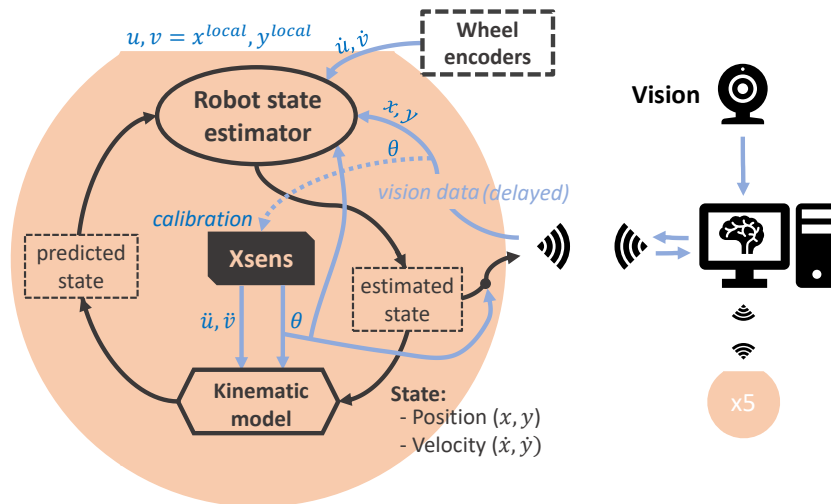 u, v = x^{local}, y^{local}
u̇, v̇
Wheel
encoders
Robot state
estimator
x, y
θ
vision data (delayed)
calibration
Vision
predicted
state
Xsens
estimated
state
ü, v̈
θ
Kinematic
model
State:
- Position (x, y)
- Velocity (ẋ, ẏ)
x5